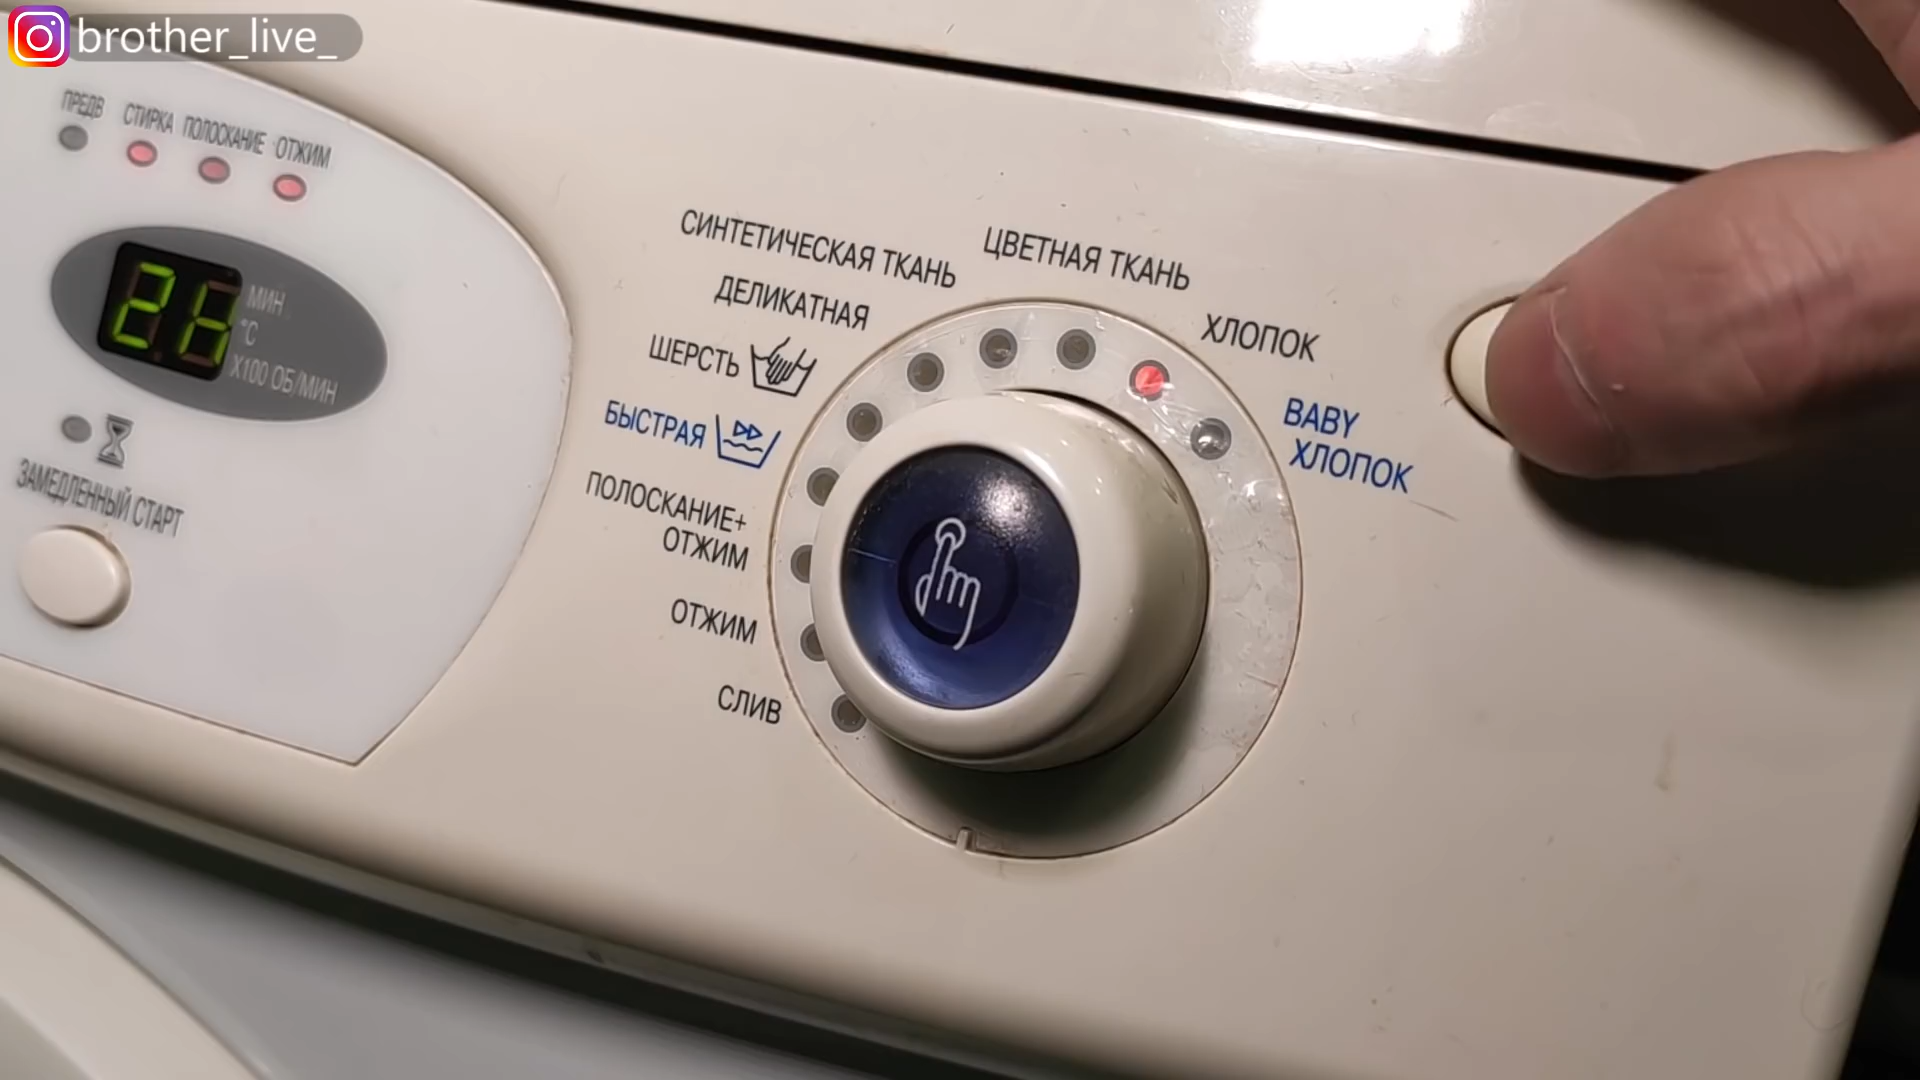 brother_live_
ПРЕДВ СТИРКА ПОЛОСКАНИЕ ОТЖИМ
2h
МИН
°C
X100 ОБ/МИН
ЗАМЕДЛЕННЫЙ СТАРТ
СИНТЕТИЧЕСКАЯ ТКАНЬ
ЦВЕТНАЯ ТКАНЬ
ДЕЛИКАТНАЯ
ХЛОПОК
ШЕРСТЬ
BABY
ХЛОПОК
БЫСТРАЯ
ПОЛОСКАНИЕ+
ОТЖИМ
ОТЖИМ
СЛИВ